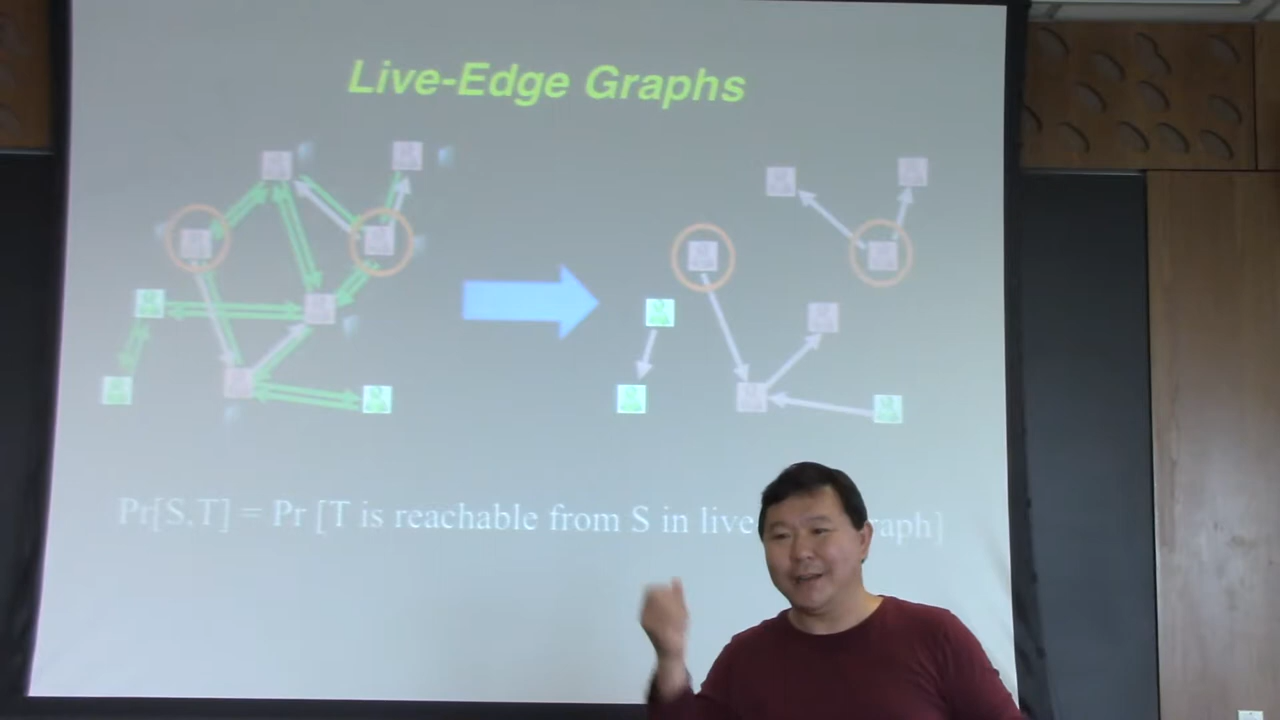 Live-Edge Graphs
Pr[S,T] = Pr [T is reachable from S in live raph]